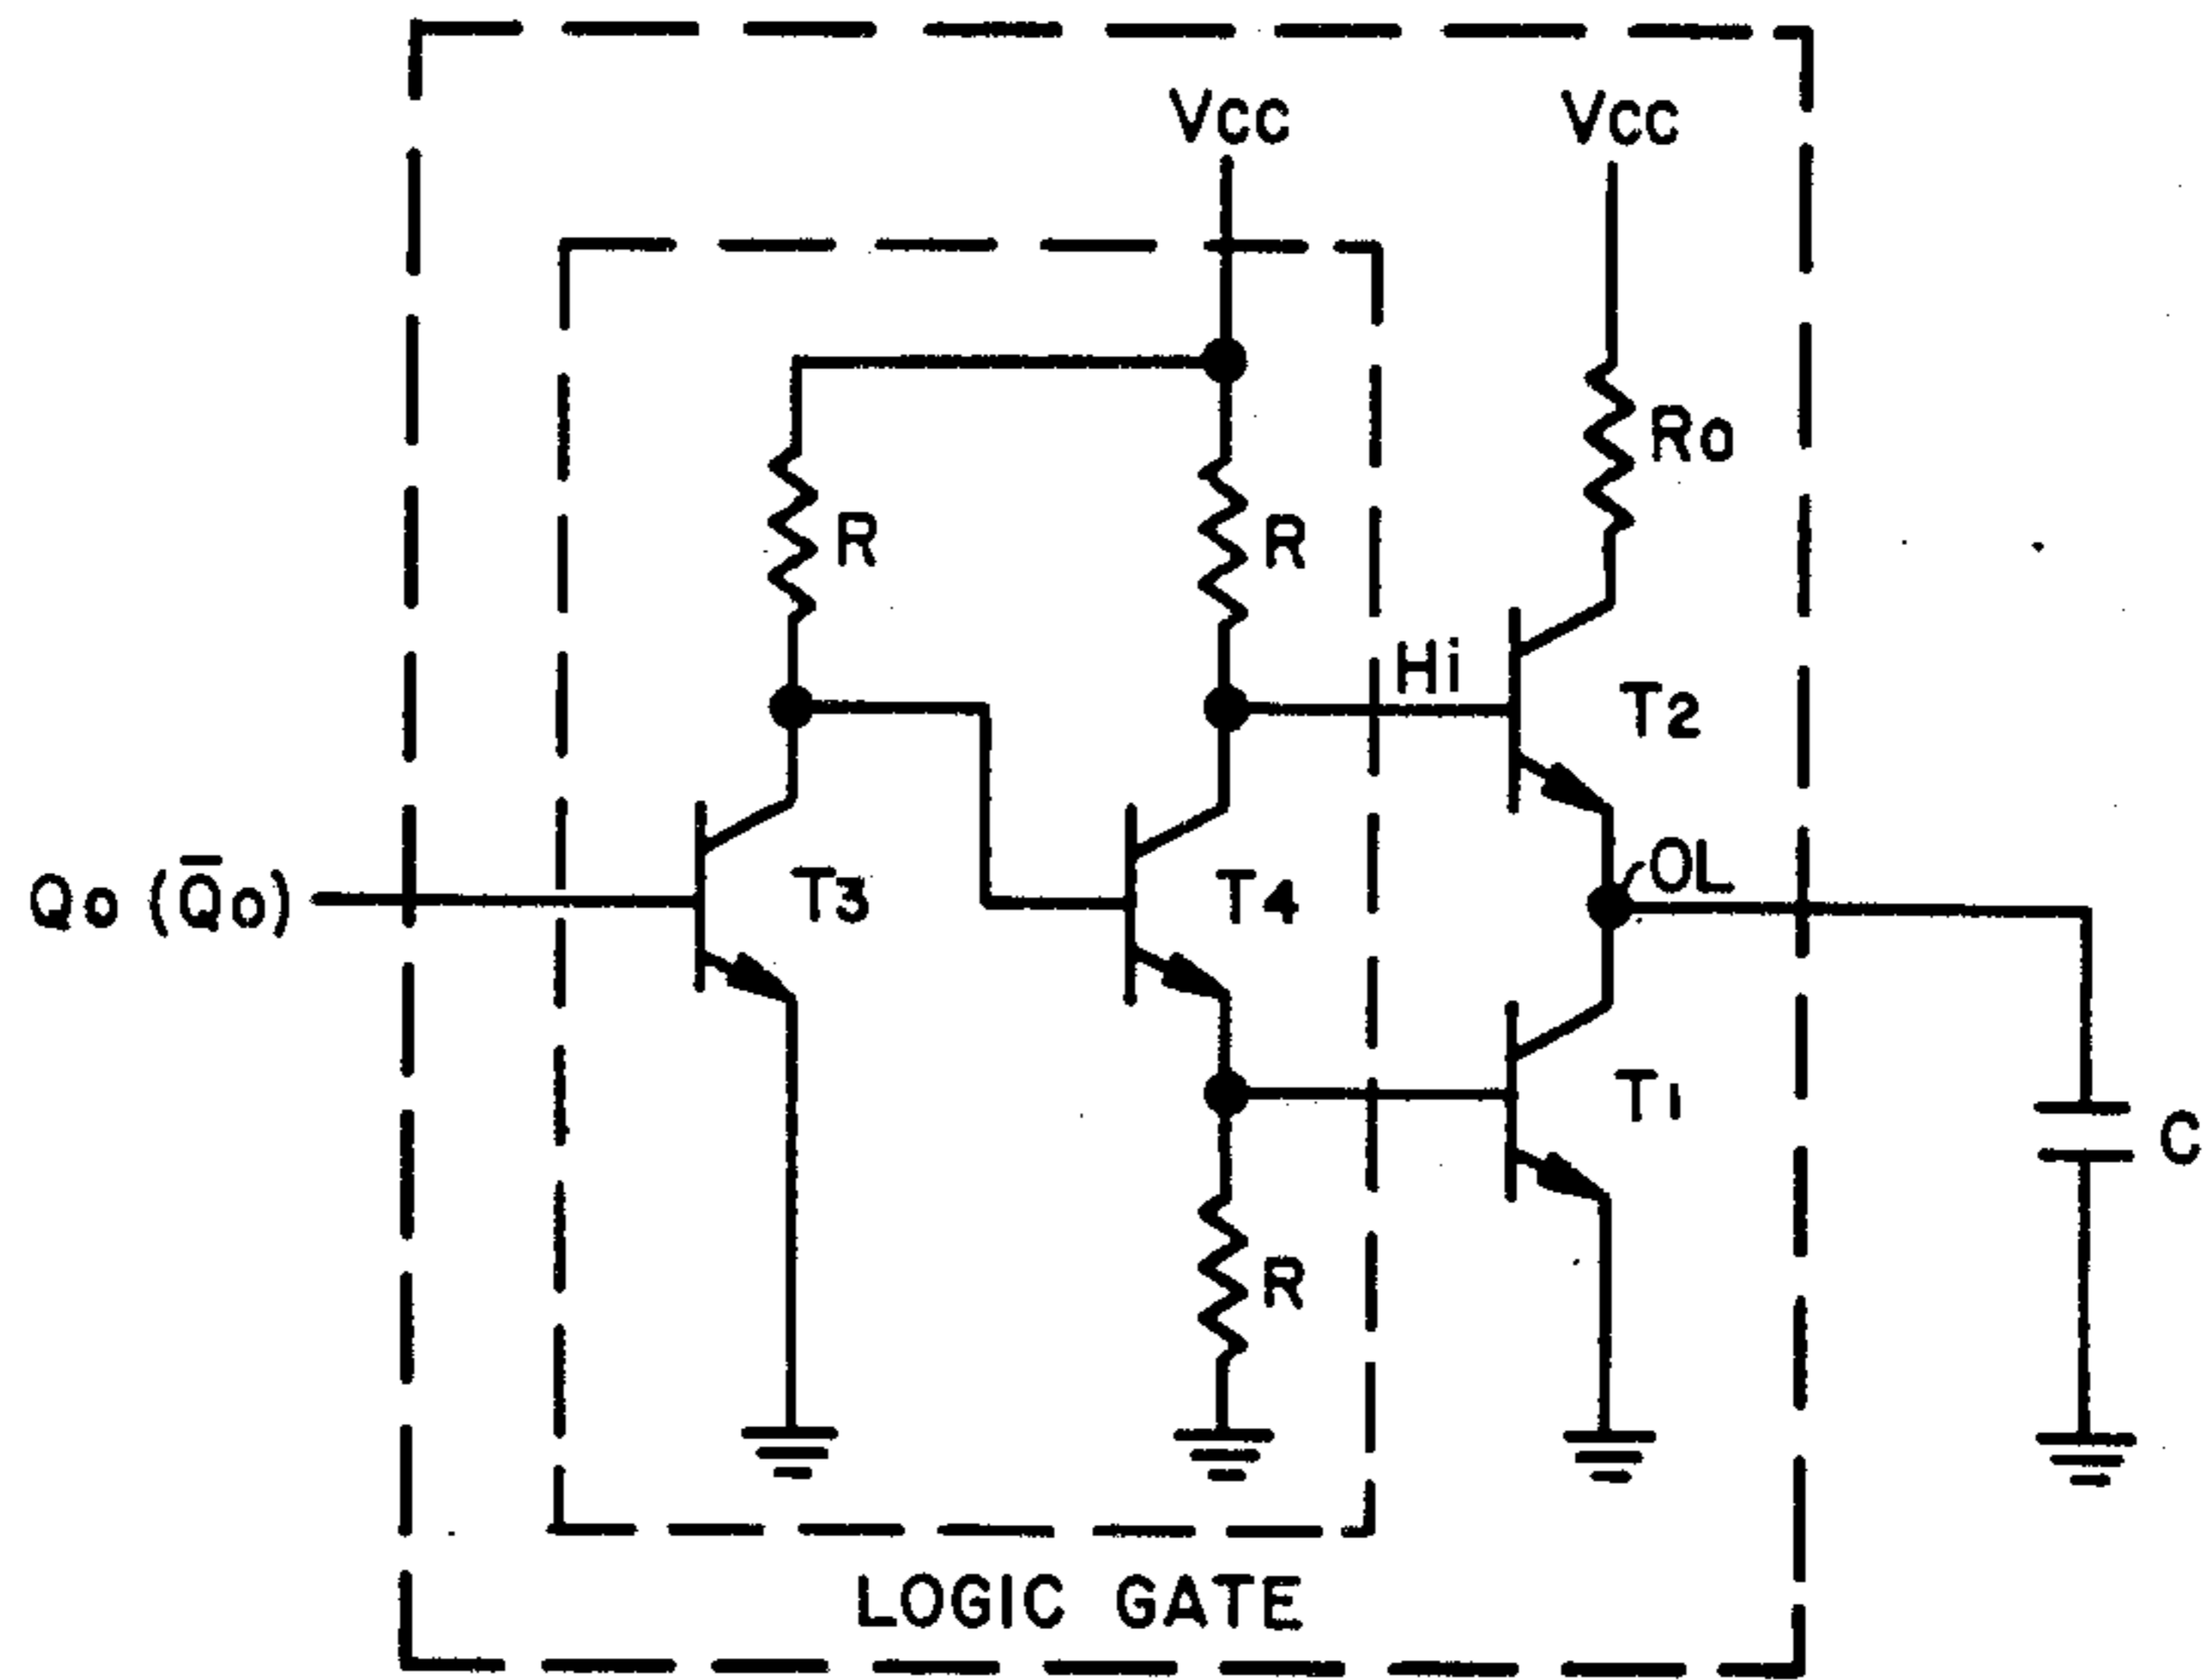 Vcc
Vcc
Ro
R
R
Hi
T2
OL
Qo (Q̅o)
T3
T4
T1
C
R
LOGIC GATE